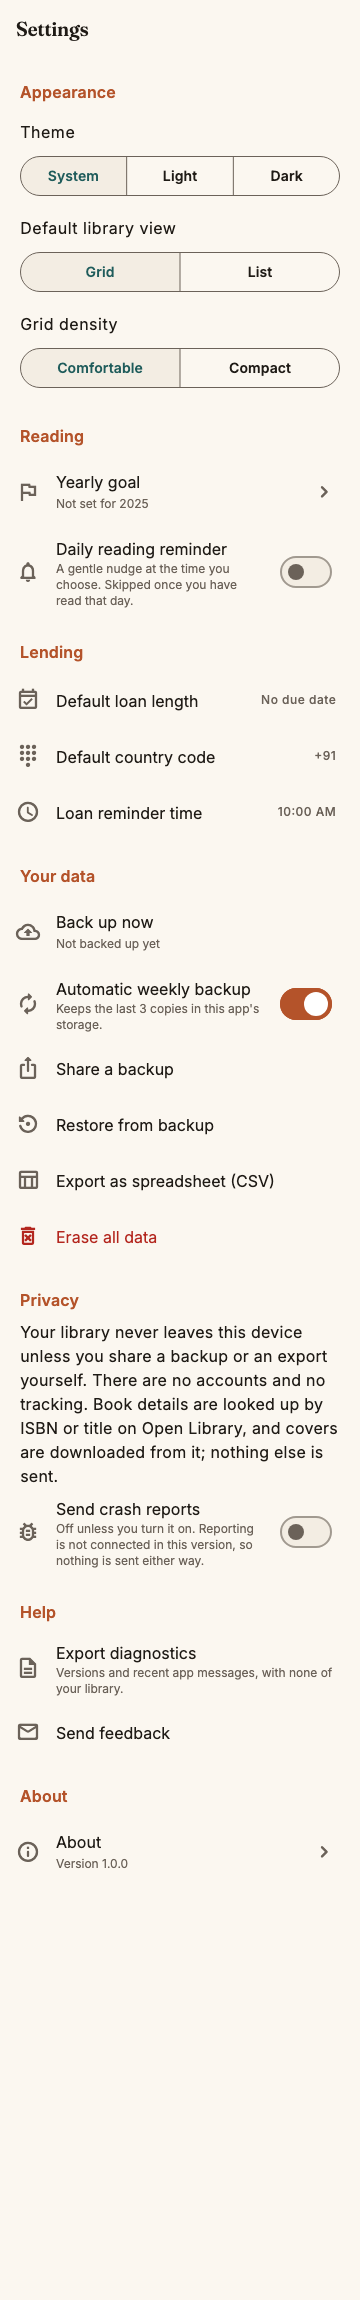 Settings
Appearance
Theme
System Light Dark
Default library view
Grid List
Grid density
Comfortable Compact
Reading
Yearly goal
Not set for 2025
Daily reading reminder
A gentle nudge at the time you
choose. Skipped once you have
read that day.
Lending
Default loan length No due date
Default country code +91
Loan reminder time 10:00 AM
Your data
Back up now
Not backed up yet
Automatic weekly backup
Keeps the last 3 copies in this app's
storage.
Share a backup
Restore from backup
Export as spreadsheet (CSV)
Erase all data
Privacy
Your library never leaves this device
unless you share a backup or an export
yourself. There are no accounts and no
tracking. Book details are looked up by
ISBN or title on Open Library, and covers
are downloaded from it; nothing else is
sent.
Send crash reports
Off unless you turn it on. Reporting
is not connected in this version, so
nothing is sent either way.
Help
Export diagnostics
Versions and recent app messages, with none of
your library.
Send feedback
About
About
Version 1.0.0